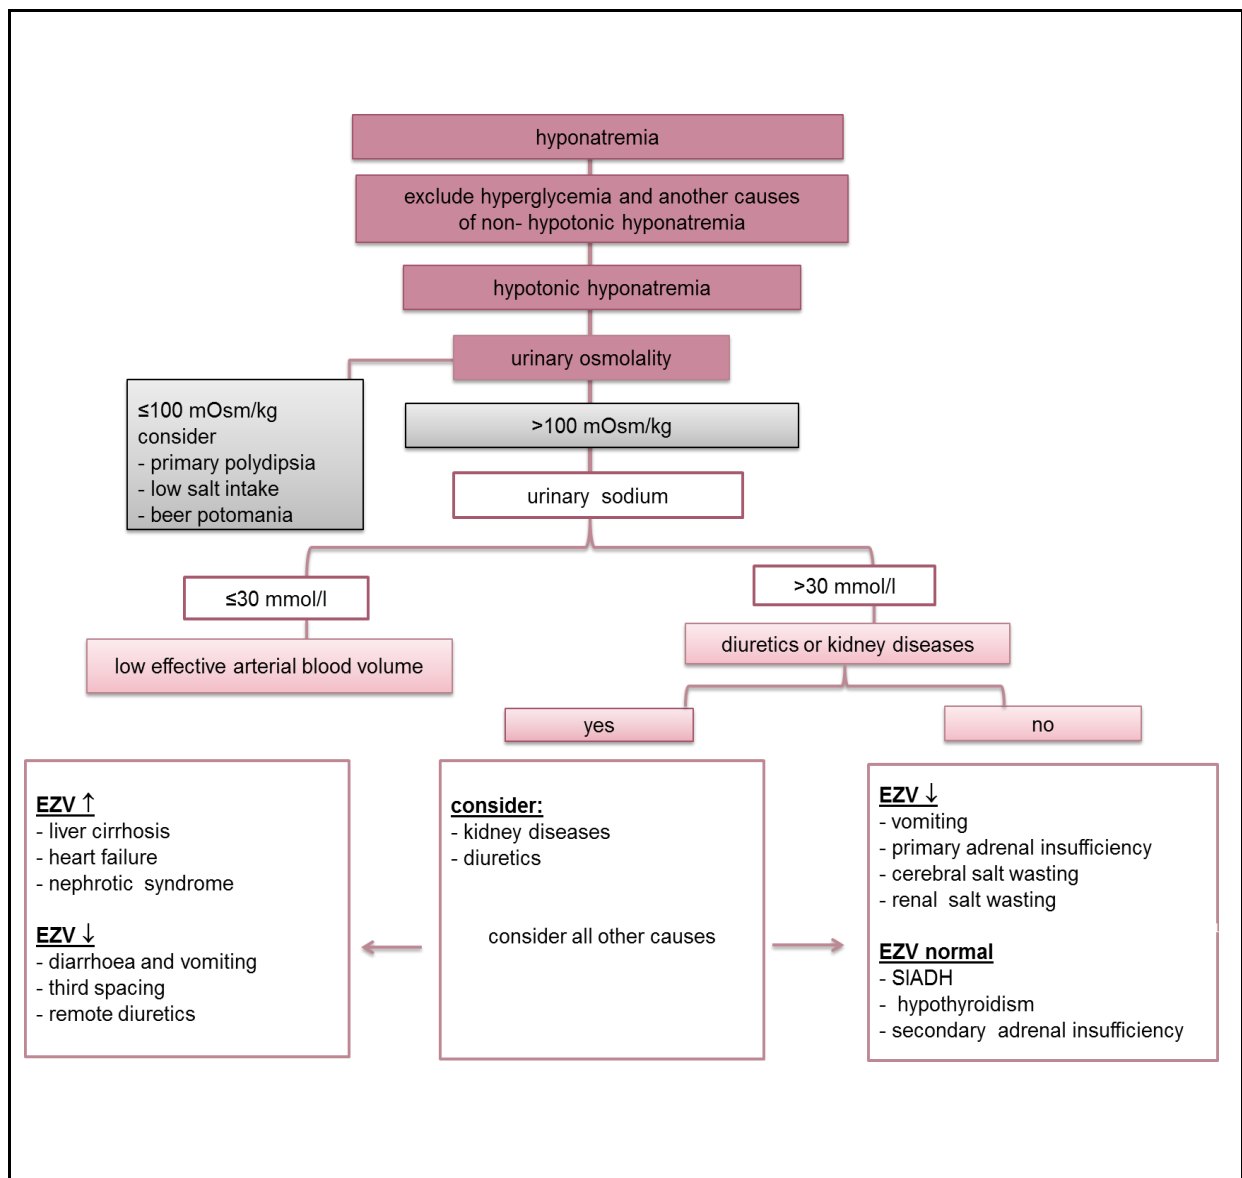 hyponatremia
exclude hyperglycemia and another causes
of non- hypotonic hyponatremia
hypotonic hyponatremia
urinary osmolality
≤100 mOsm/kg
consider
- primary polydipsia
- low salt intake
- beer potomania
>100 mOsm/kg
urinary sodium
≤30 mmol/l
>30 mmol/l
low effective arterial blood volume
diuretics or kidney diseases
yes
no
EZV ↑
- liver cirrhosis
- heart failure
- nephrotic syndrome
EZV ↓
- diarrhoea and vomiting
- third spacing
- remote diuretics
consider:
- kidney diseases
- diuretics
consider all other causes
EZV ↓
- vomiting
- primary adrenal insufficiency
- cerebral salt wasting
- renal salt wasting
EZV normal
- SIADH
- hypothyroidism
- secondary adrenal insufficiency